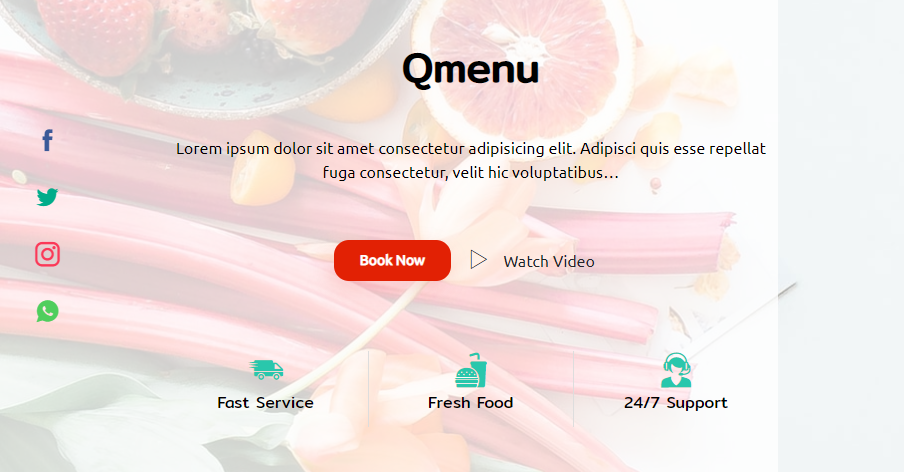 Qmenu
Lorem ipsum dolor sit amet consectetur adipisicing elit. Adipisci quis esse repellat
fuga consectetur, velit hic voluptatibus...
Book Now
Watch Video
Fast Service
Fresh Food
24/7 Support